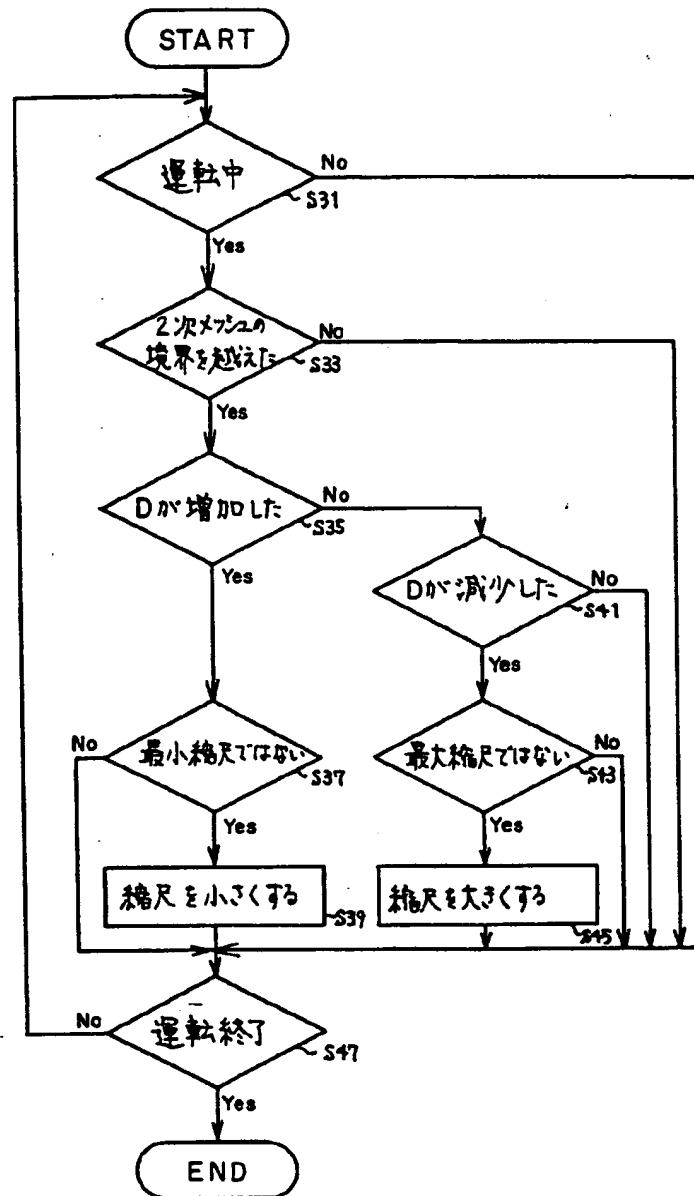 START
運転中
No
S31
Yes
2次メッシュの
境界を越えた
No
S33
Yes
Dが増加した
No
S35
Yes
Dが減少した
No
S41
Yes
No
最小縮尺ではない
S37
Yes
最大縮尺ではない
No
S43
Yes
縮尺を小さくする
S39
縮尺を大きくする
S45
No
運転終了
S47
Yes
END